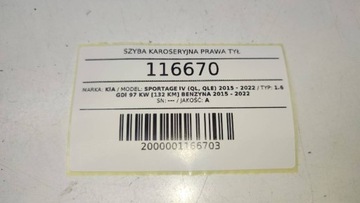 SZYBA KAROSERYJNA PRAWA TYŁ
116670
MARKA: KIA / MODEL: SPORTAGE IV (QL, QLE) 2015 - 2022 / TYP: 1.6
GDI 97 KW [132 KM] BENZYNA 2015 - 2022
SN: --- / JAKOŚĆ: A
2000001166703